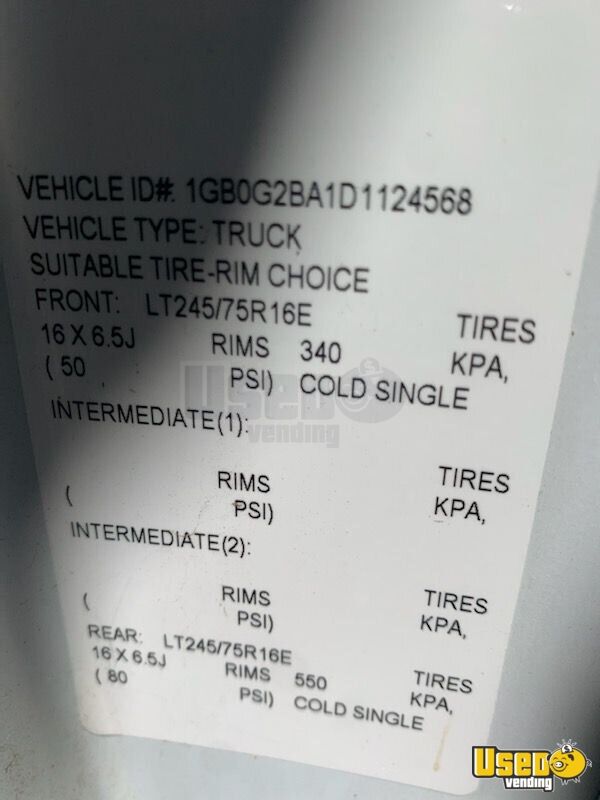 VEHICLE ID#: 1GB0G2BA1D1124568
VEHICLE TYPE: TRUCK
SUITABLE TIRE-RIM CHOICE
FRONT: LT245/75R16E TIRES
16 X 6.5J RIMS 340 KPA,
( 50 PSI) COLD SINGLE
INTERMEDIATE(1):
TIRES
RIMS KPA,
( PSI)
INTERMEDIATE(2):
TIRES
RIMS KPA,
( PSI)
REAR: LT245/75R16E TIRES
16 X 6.5J RIMS 550 KPA,
( 80 PSI) COLD SINGLE
USED vending
USED vending